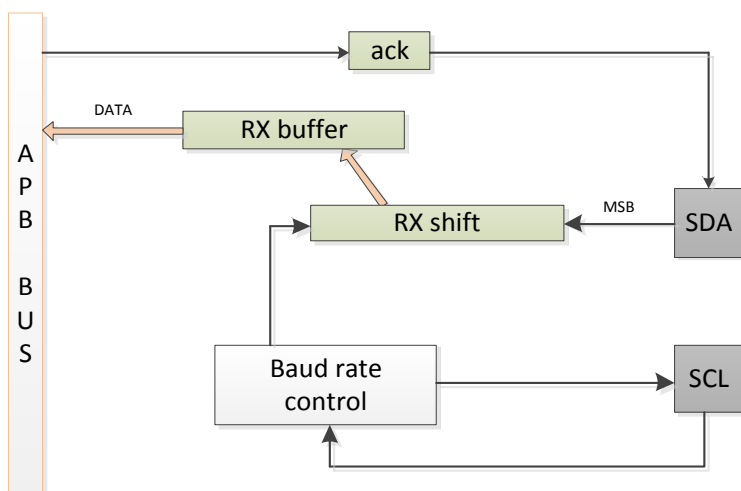 ack
DATA
RX buffer
A
P
B
B
U
S
MSB
RX shift
SDA
Baud rate
control
SCL